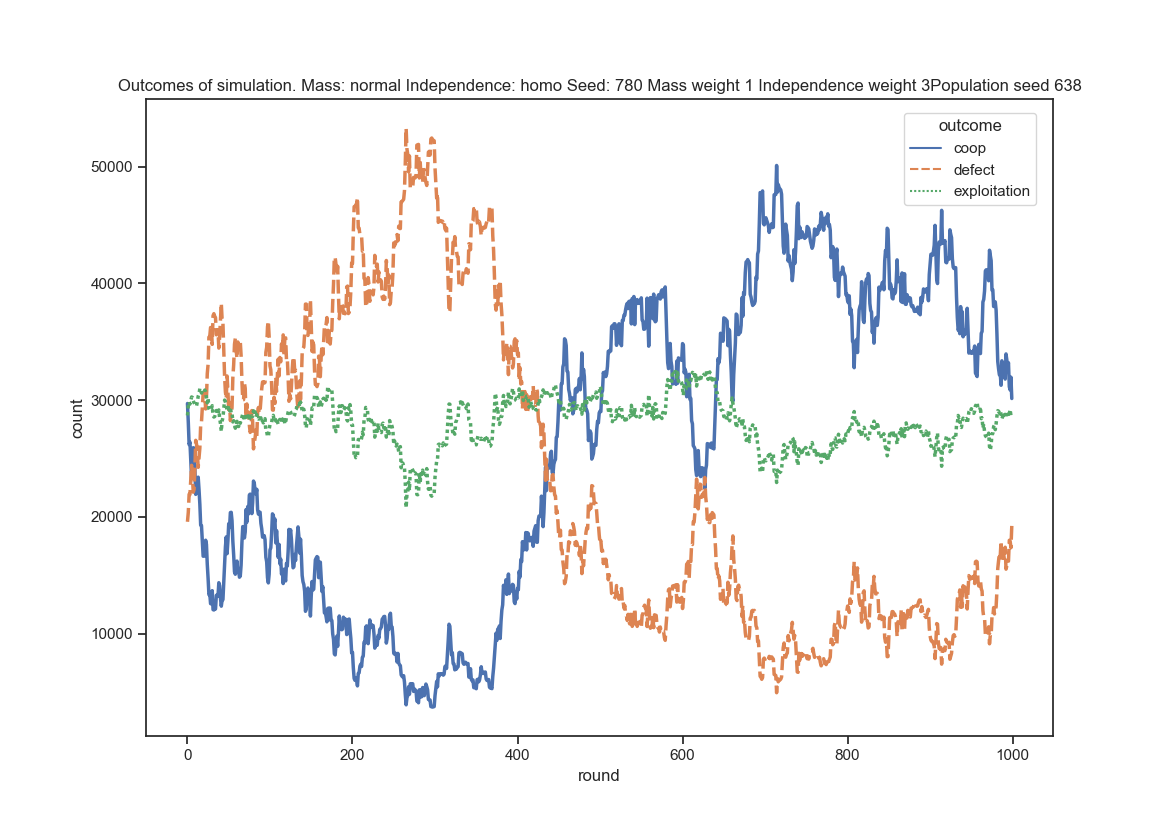 Outcomes of simulation. Mass: normal Independence: homo Seed: 780 Mass weight 1 Independence weight 3Population seed 638
outcome
coop
defect
exploitation
50000
40000
30000
20000
10000
count
0 200 400 600 800 1000
round